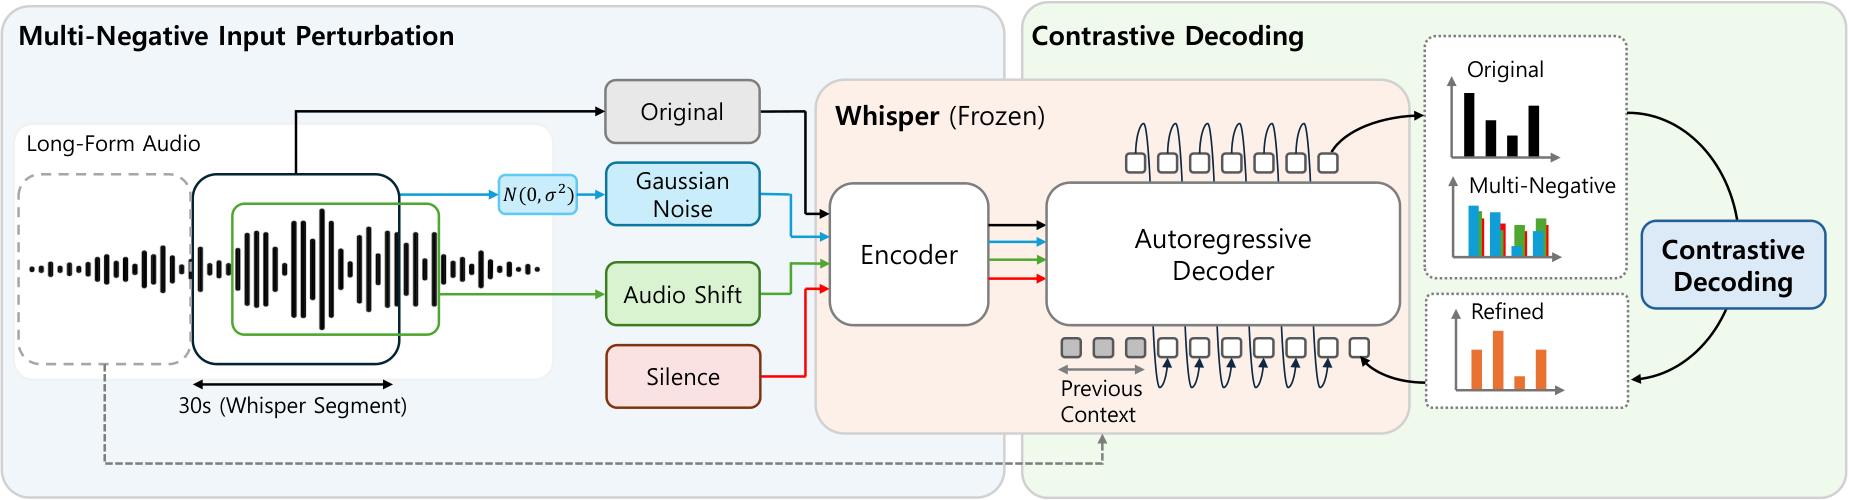 Multi-Negative Input Perturbation
Long-Form Audio
30s (Whisper Segment)
N(0, σ²)
Original
Gaussian
Noise
Audio Shift
Silence
Whisper (Frozen)
Encoder
Autoregressive
Decoder
Previous
Context
Contrastive Decoding
Original
Multi-Negative
Refined
Contrastive
Decoding